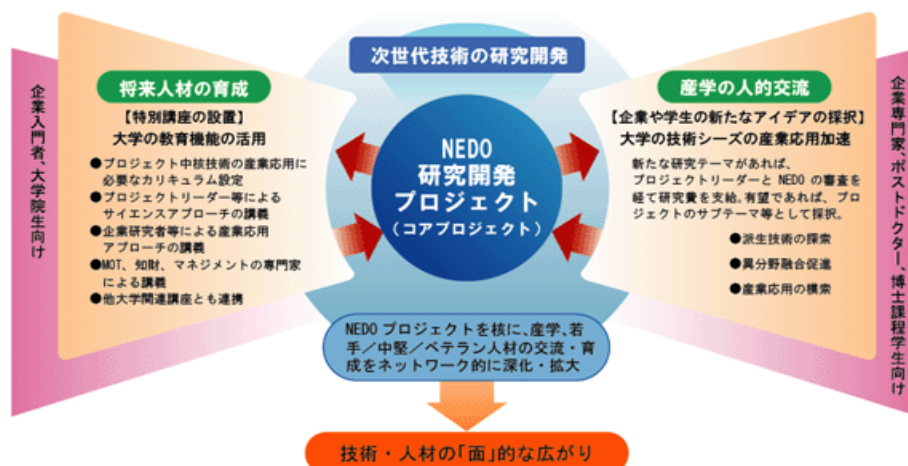 次世代技術の研究開発
企業入門者、大学院生向け
将来人材の育成
【特別講座の設置】
大学の教育機能の活用
●プロジェクト中核技術の産業応用に
必要なカリキュラム設定
●プロジェクトリーダー等による
サイエンスアプローチの講義
●企業研究者等による産業応用
アプローチの講義
●MOT、知財、マネジメントの専門家
による講義
●他大学関連講座とも連携
NEDO
研究開発
プロジェクト
(コアプロジェクト)
産学の人的交流
【企業や学生の新たなアイデアの採択】
大学の技術シーズの産業応用加速
新たな研究テーマがあれば、
プロジェクトリーダーと NEDO の審査を
経て研究費を支給。有望であれば、プロ
ジェクトのサブテーマ等として採択。
●派生技術の探索
●異分野融合促進
●産業応用の模索
企業専門家、ポストドクター、博士課程学生向け
NEDO プロジェクトを核に、産学、若
手/中堅/ベテラン人材の交流・育
成をネットワーク的に深化・拡大
技術・人材の「面」的な広がり